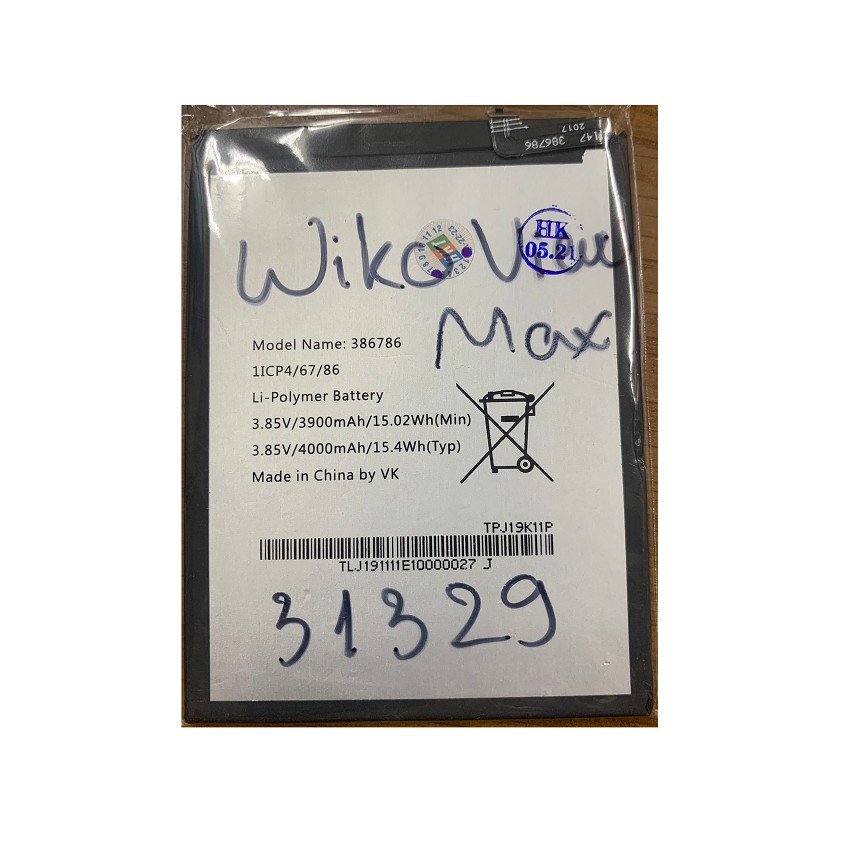 147 386786
2017
Wiko View
Max
HK
05.21
Model Name: 386786
1ICP4/67/86
Li-Polymer Battery
3.85V/3900mAh/15.02Wh(Min)
3.85V/4000mAh/15.4Wh(Typ)
Made in China by VK
TPJ19K11P
TLJ191111E10000027 J
31329